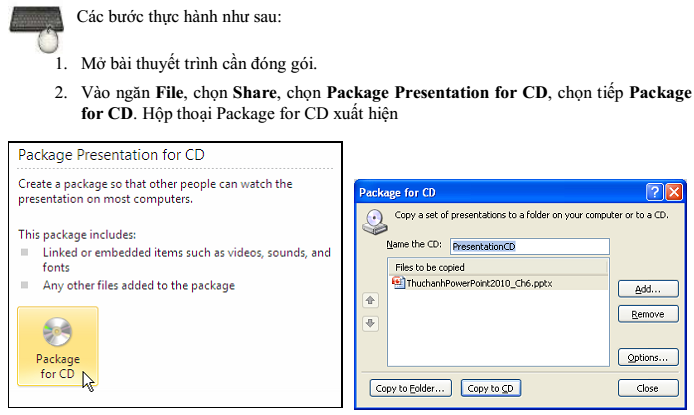 Các bước thực hành như sau:
1. Mở bài thuyết trình cần đóng gói.
2. Vào ngăn File, chọn Share, chọn Package Presentation for CD, chọn tiếp Package
for CD. Hộp thoại Package for CD xuất hiện
Package Presentation for CD
Create a package so that other people can watch the
presentation on most computers.
This package includes:
Linked or embedded items such as videos, sounds, and
fonts
Any other files added to the package
Package
for CD
Package for CD
Copy a set of presentations to a folder on your computer or to a CD.
Name the CD: PresentationCD
Files to be copied
ThuchanhPowerPoint2010_Ch6.pptx
Add...
Remove
Options...
Copy to Folder... Copy to CD Close